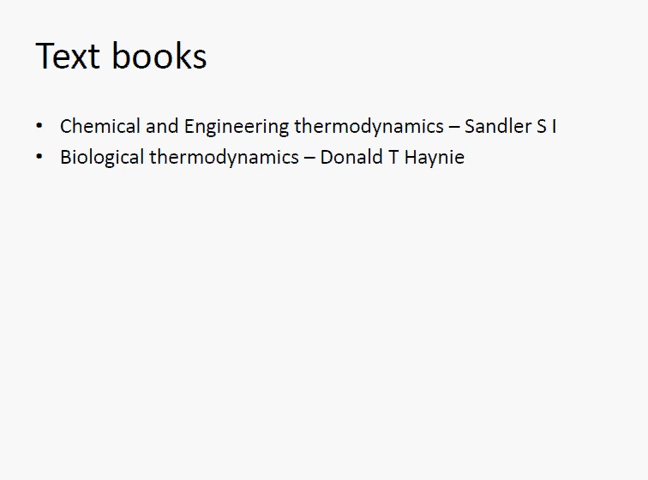 Text books
• Chemical and Engineering thermodynamics – Sandler S I
• Biological thermodynamics – Donald T Haynie